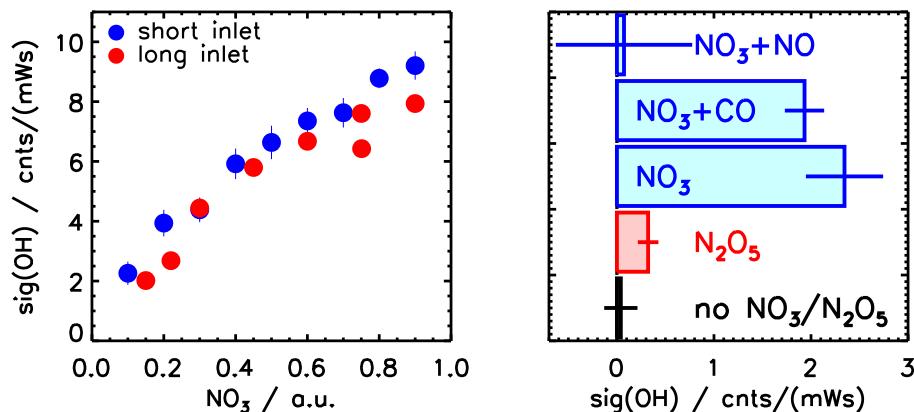 short inlet
long inlet
sig(OH) / cnts/(mWs)
10
8
6
4
2
0
0.0 0.2 0.4 0.6 0.8 1.0
NO₃ / a.u.
NO₃+NO
NO₃+CO
NO₃
N₂O₅
no NO₃/N₂O₅
0 1 2 3
sig(OH) / cnts/(mWs)